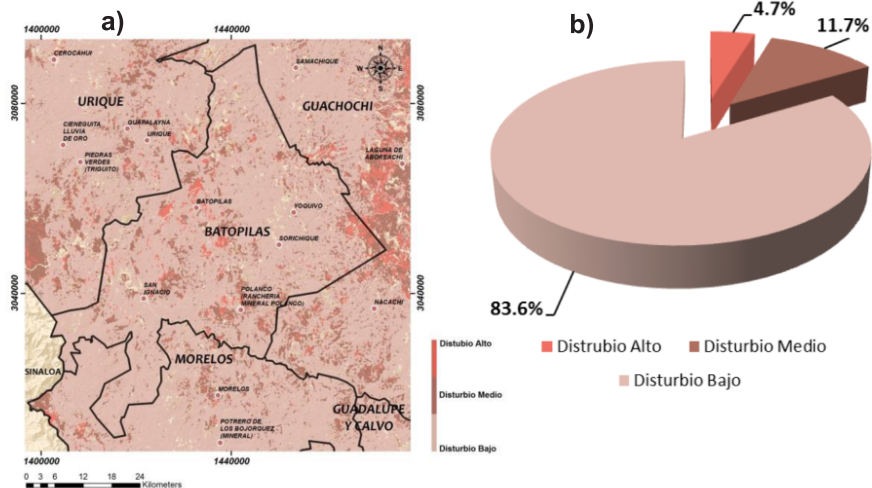 a)
1400000
1440000
3080000
3040000
3080000
3040000
CEROCAHUI
SAMACHIQUE
N
W
E
S
URIQUE
GUACHOCHI
CIENEGUITA
LLUVIA
DE ORO
GUAPALAYNA
URIQUE
PIEDRAS
VERDES
(TRIGUITO)
LAGUNA DE
ABOREACHI
BATOPILAS
YOQUIVO
BATOPILAS
SORICHIQUE
SAN
IGNACIO
POLANCO
(RANCHERIA
MINERAL POLANCO)
NACACHI
MORELOS
SINALOA
MORELOS
GUADALUPE
Y CALVO
POTRERO DE
LOS BOJORQUEZ
(MINERAL)
1400000
1440000
0 3 6 12 18 24
Kilometers
Distubio Alto
Disturbio Medio
Disturbio Bajo
b)
4.7%
11.7%
83.6%
Distrubio Alto
Disturbio Medio
Disturbio Bajo